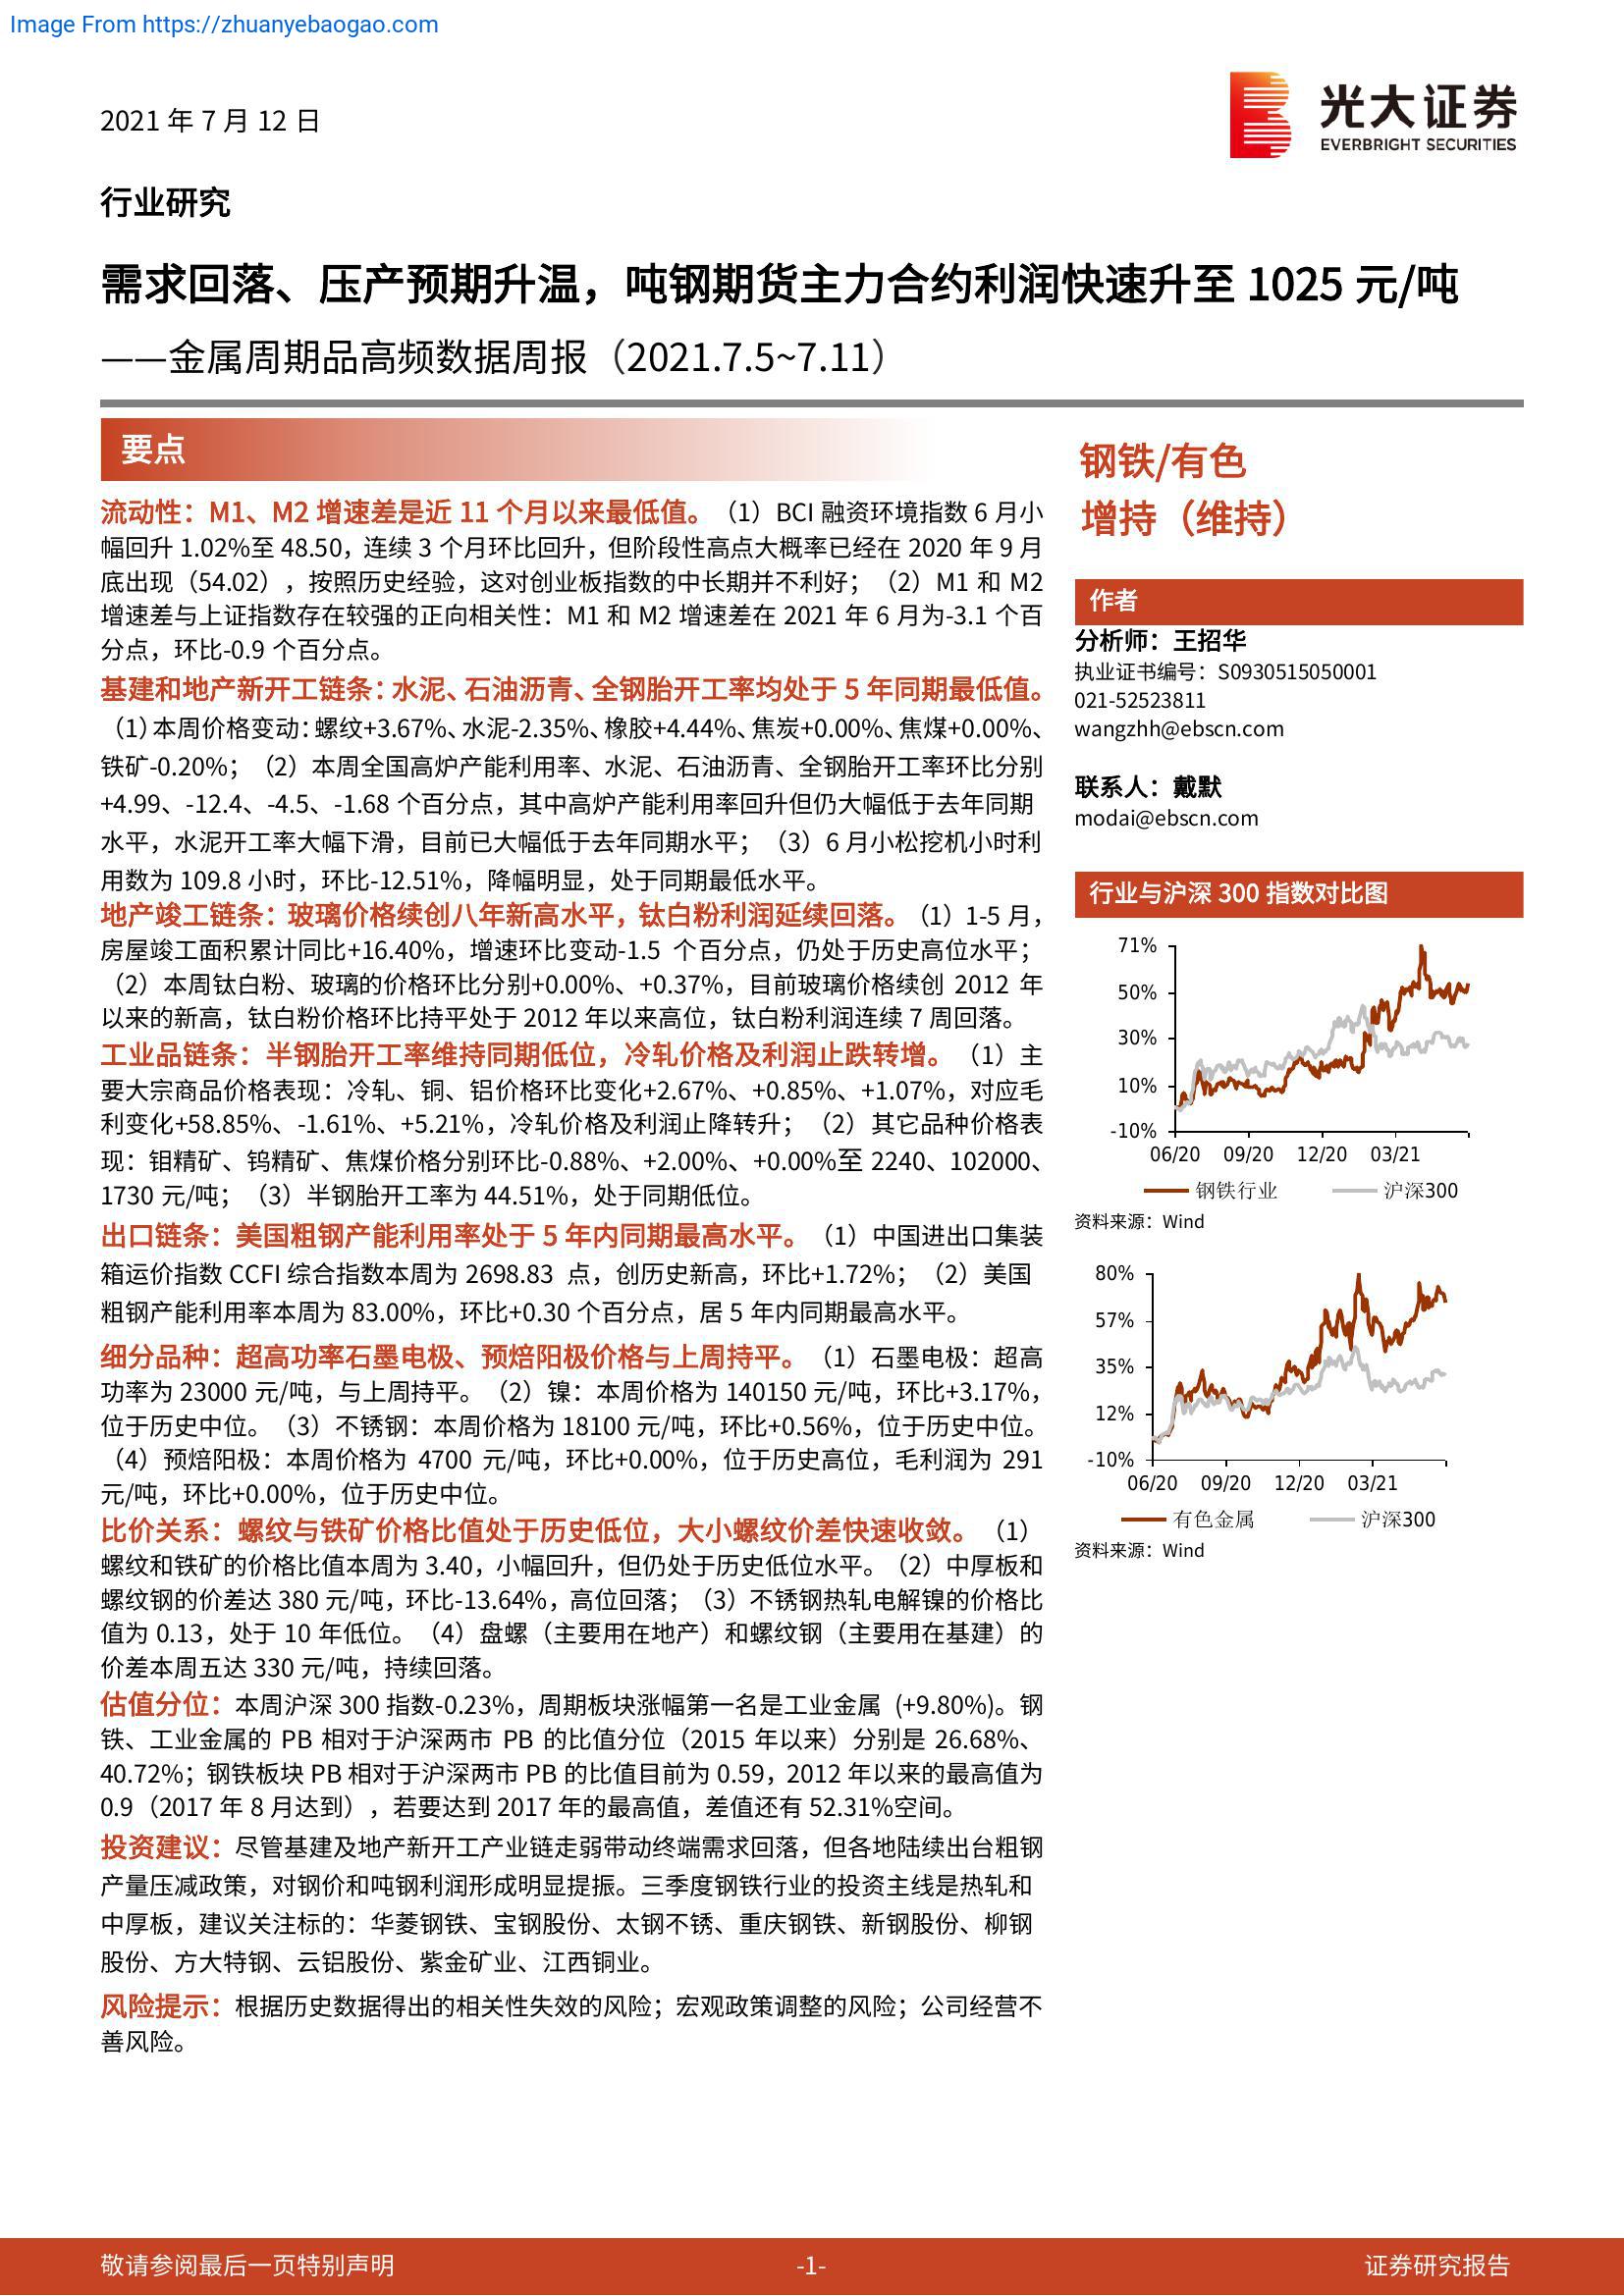 Image From https://zhuanyebaogao.com
2021 年 7 月 12 日
光大证券
EVERBRIGHT SECURITIES
行业研究
需求回落、压产预期升温，吨钢期货主力合约利润快速升至 1025 元/吨
——金属周期品高频数据周报（2021.7.5~7.11）
要点
流动性：M1、M2 增速差是近 11 个月以来最低值。（1）BCI 融资环境指数 6 月小
幅回升 1.02%至 48.50，连续 3 个月环比回升，但阶段性高点大概率已经在 2020 年 9 月
底出现（54.02），按照历史经验，这对创业板指数的中长期并不利好；（2）M1 和 M2
增速差与上证指数存在较强的正向相关性：M1 和 M2 增速差在 2021 年 6 月为-3.1 个百
分点，环比-0.9 个百分点。
基建和地产新开工链条：水泥、石油沥青、全钢胎开工率均处于 5 年同期最低值。
（1）本周价格变动：螺纹+3.67%、水泥-2.35%、橡胶+4.44%、焦炭+0.00%、焦煤+0.00%、
铁矿-0.20%；（2）本周全国高炉产能利用率、水泥、石油沥青、全钢胎开工率环比分别
+4.99、-12.4、-4.5、-1.68 个百分点，其中高炉产能利用率回升但仍大幅低于去年同期
水平，水泥开工率大幅下滑，目前已大幅低于去年同期水平；（3）6 月小松挖机小时利
用数为 109.8 小时，环比-12.51%，降幅明显，处于同期最低水平。
地产竣工链条：玻璃价格续创八年新高水平，钛白粉利润延续回落。（1）1-5 月，
房屋竣工面积累计同比+16.40%，增速环比变动-1.5 个百分点，仍处于历史高位水平；
（2）本周钛白粉、玻璃的价格环比分别+0.00%、+0.37%，目前玻璃价格续创 2012 年
以来的新高，钛白粉价格环比持平处于 2012 年以来高位，钛白粉利润连续 7 周回落。
工业品链条：半钢胎开工率维持同期低位，冷轧价格及利润止跌转增。（1）主
要大宗商品价格表现：冷轧、铜、铝价格环比变化+2.67%、+0.85%、+1.07%，对应毛
利变化+58.85%、-1.61%、+5.21%，冷轧价格及利润止降转升；（2）其它品种价格表
现：钼精矿、钨精矿、焦煤价格分别环比-0.88%、+2.00%、+0.00%至 2240、102000、
1730 元/吨；（3）半钢胎开工率为 44.51%，处于同期低位。
出口链条：美国粗钢产能利用率处于 5 年内同期最高水平。（1）中国进出口集装
箱运价指数 CCFI 综合指数本周为 2698.83 点，创历史新高，环比+1.72%；（2）美国
粗钢产能利用率本周为 83.00%，环比+0.30 个百分点，居 5 年内同期最高水平。
细分品种：超高功率石墨电极、预焙阳极价格与上周持平。（1）石墨电极：超高
功率为 23000 元/吨，与上周持平。（2）镍：本周价格为 140150 元/吨，环比+3.17%，
位于历史中位。（3）不锈钢：本周价格为 18100 元/吨，环比+0.56%，位于历史中位。
（4）预焙阳极：本周价格为 4700 元/吨，环比+0.00%，位于历史高位，毛利润为 291
元/吨，环比+0.00%，位于历史中位。
比价关系：螺纹与铁矿价格比值处于历史低位，大小螺纹价差快速收敛。（1）
螺纹和铁矿的价格比值本周为 3.40，小幅回升，但仍处于历史低位水平。（2）中厚板和
螺纹钢的价差达 380 元/吨，环比-13.64%，高位回落；（3）不锈钢热轧电解镍的价格比
值为 0.13，处于 10 年低位。（4）盘螺（主要用在地产）和螺纹钢（主要用在基建）的
价差本周五达 330 元/吨，持续回落。
估值分位：本周沪深 300 指数-0.23%，周期板块涨幅第一名是工业金属 (+9.80%)。钢
铁、工业金属的 PB 相对于沪深两市 PB 的比值分位（2015 年以来）分别是 26.68%、
40.72%；钢铁板块 PB 相对于沪深两市 PB 的比值目前为 0.59，2012 年以来的最高值为
0.9（2017 年 8 月达到），若要达到 2017 年的最高值，差值还有 52.31%空间。
投资建议：尽管基建及地产新开工产业链走弱带动终端需求回落，但各地陆续出台粗钢
产量压减政策，对钢价和吨钢利润形成明显提振。三季度钢铁行业的投资主线是热轧和
中厚板，建议关注标的：华菱钢铁、宝钢股份、太钢不锈、重庆钢铁、新钢股份、柳钢
股份、方大特钢、云铝股份、紫金矿业、江西铜业。
风险提示：根据历史数据得出的相关性失效的风险；宏观政策调整的风险；公司经营不
善风险。
钢铁/有色
增持（维持）
作者
分析师：王招华
执业证书编号：S0930515050001
021-52523811
wangzhh@ebscn.com
联系人：戴默
modai@ebscn.com
行业与沪深 300 指数对比图
71%
50%
30%
10%
-10%
06/20 09/20 12/20 03/21
钢铁行业 沪深300
资料来源：Wind
80%
57%
35%
12%
-10%
06/20 09/20 12/20 03/21
有色金属 沪深300
资料来源：Wind
敬请参阅最后一页特别声明 -1- 证券研究报告